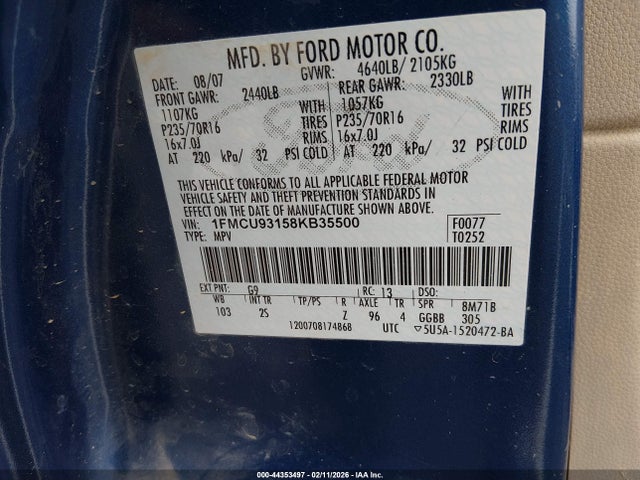 MFD. BY FORD MOTOR CO.
DATE: 08/07 GVWR: 4640LB/ 2105KG
FRONT GAWR: 2440LB REAR GAWR: 2330LB
1107KG WITH 1057KG WITH
P235/70R16 TIRES P235/70R16 TIRES
16x7.0J RIMS 16x7.0J RIMS
AT 220 kPa/ 32 PSI COLD AT 220 kPa/ 32 PSI COLD
Ford
THIS VEHICLE CONFORMS TO ALL APPLICABLE FEDERAL MOTOR
VEHICLE SAFETY AND THEFT PREVENTION STANDARDS IN
EFFECT ON THE DATE OF MANUFACTURE SHOWN ABOVE.
VIN: 1FMCU93158KB35500 F0077
TYPE: MPV T0252
EXT PNT: G9 RC: 13 DSO:
WB INT TR TP/PS R AXLE TR SPR 8M71B
103 2S Z 96 4 GGBB 305
1200708174868 UTC ▽5U5A-1520472-BA
000-44353497 - 02/11/2026 - IAAI.COM.